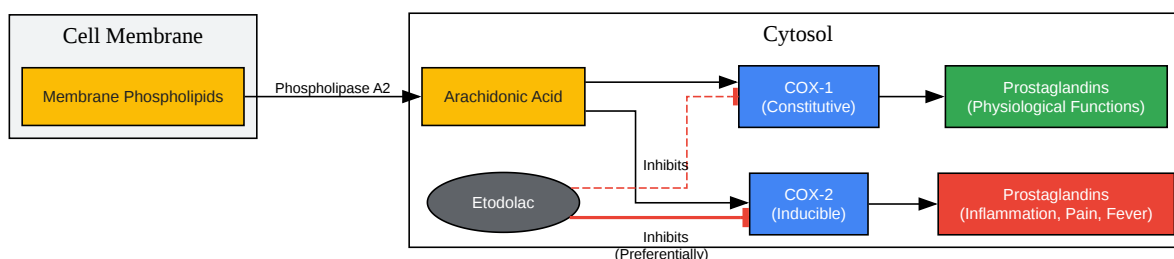 Cell Membrane
Membrane Phospholipids
Phospholipase A2
Cytosol
Arachidonic Acid
COX-1
(Constitutive)
Prostaglandins
(Physiological Functions)
Inhibits
Etodolac
COX-2
(Inducible)
Prostaglandins
(Inflammation, Pain, Fever)
Inhibits
(Preferentially)